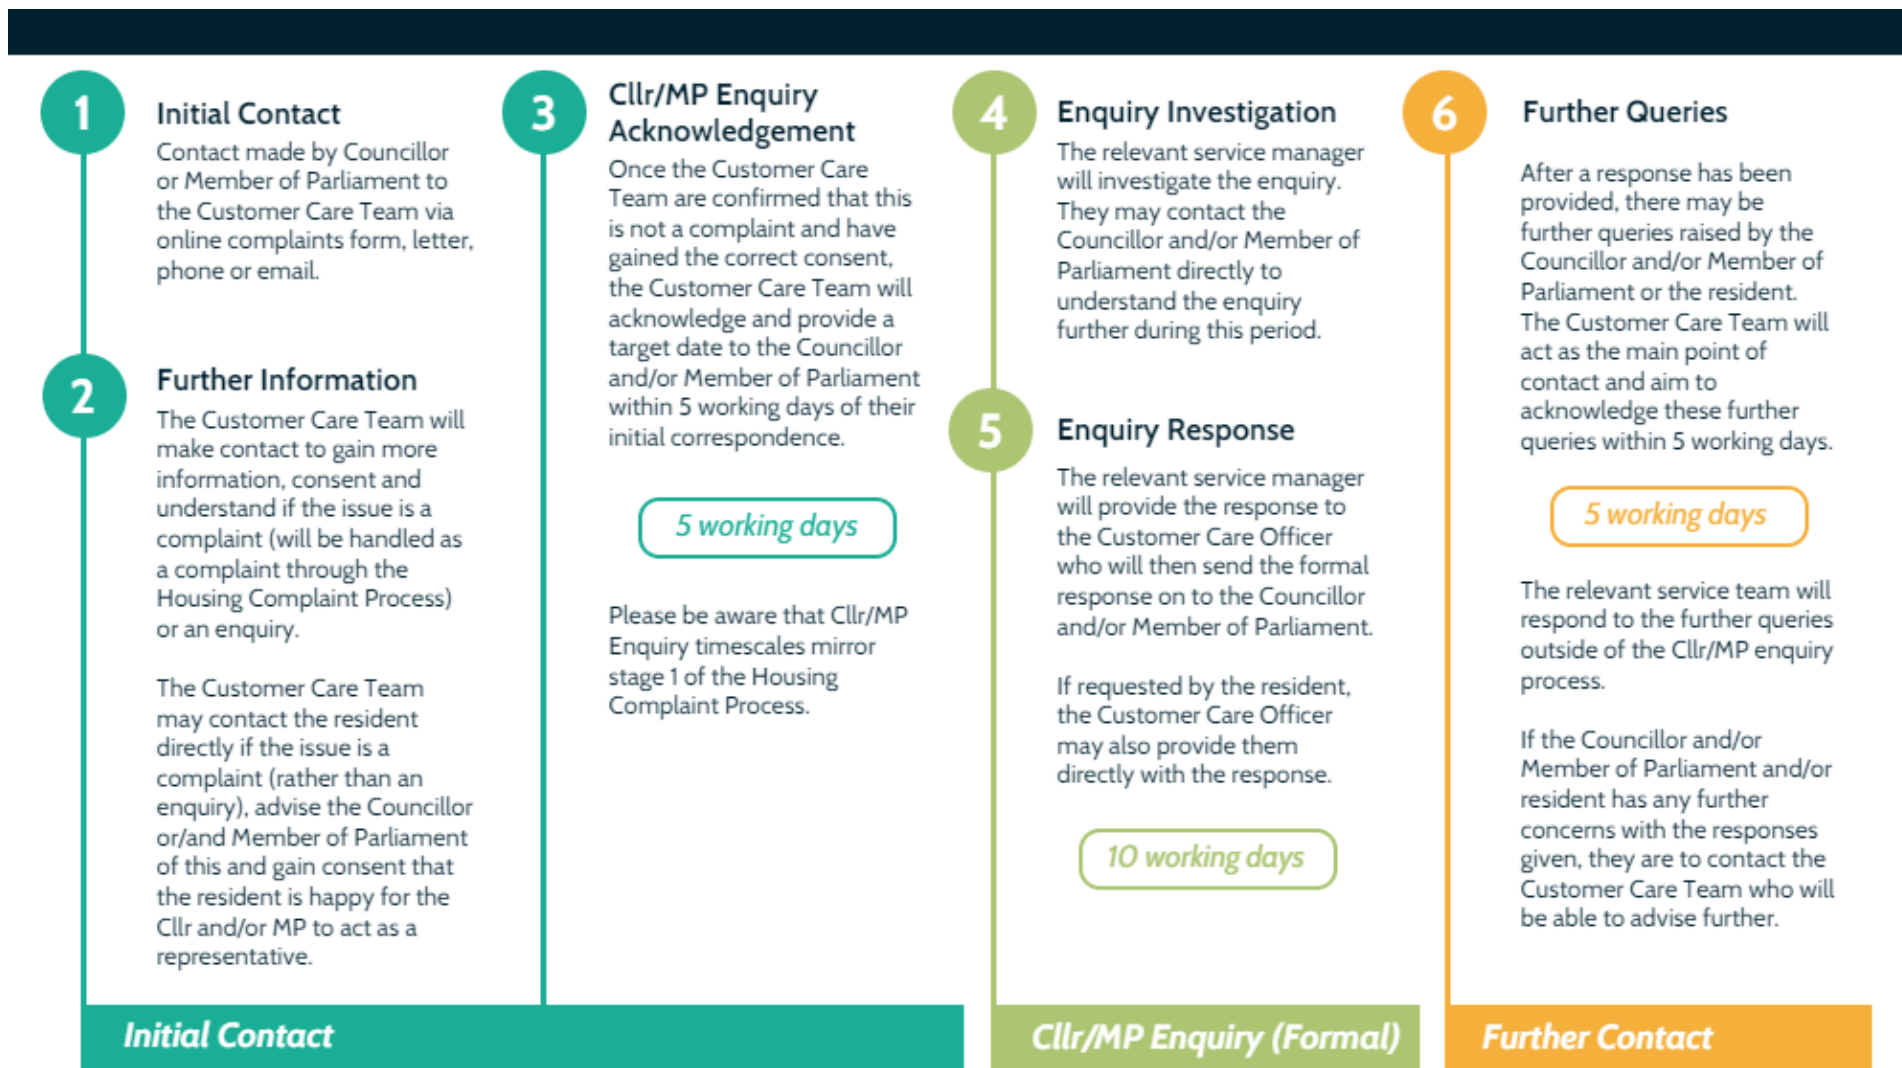 1
Initial Contact
Contact made by Councillor
or Member of Parliament to
the Customer Care Team via
online complaints form, letter,
phone or email.
2
Further Information
The Customer Care Team will
make contact to gain more
information, consent and
understand if the issue is a
complaint (will be handled as
a complaint through the
Housing Complaint Process)
or an enquiry.
The Customer Care Team
may contact the resident
directly if the issue is a
complaint (rather than an
enquiry), advise the Councillor
or/and Member of Parliament
of this and gain consent that
the resident is happy for the
Cllr and/or MP to act as a
representative.
3
Cllr/MP Enquiry
Acknowledgement
Once the Customer Care
Team are confirmed that this
is not a complaint and have
gained the correct consent,
the Customer Care Team will
acknowledge and provide a
target date to the Councillor
and/or Member of Parliament
within 5 working days of their
initial correspondence.
5 working days
Please be aware that Cllr/MP
Enquiry timescales mirror
stage 1 of the Housing
Complaint Process.
Initial Contact
4
Enquiry Investigation
The relevant service manager
will investigate the enquiry.
They may contact the
Councillor and/or Member of
Parliament directly to
understand the enquiry
further during this period.
5
Enquiry Response
The relevant service manager
will provide the response to
the Customer Care Officer
who will then send the formal
response on to the Councillor
and/or Member of Parliament.
If requested by the resident,
the Customer Care Officer
may also provide them
directly with the response.
10 working days
Cllr/MP Enquiry (Formal)
6
Further Queries
After a response has been
provided, there may be
further queries raised by the
Councillor and/or Member of
Parliament or the resident.
The Customer Care Team will
act as the main point of
contact and aim to
acknowledge these further
queries within 5 working days.
5 working days
The relevant service team will
respond to the further queries
outside of the Cllr/MP enquiry
process.
If the Councillor and/or
Member of Parliament and/or
resident has any further
concerns with the responses
given, they are to contact the
Customer Care Team who will
be able to advise further.
Further Contact